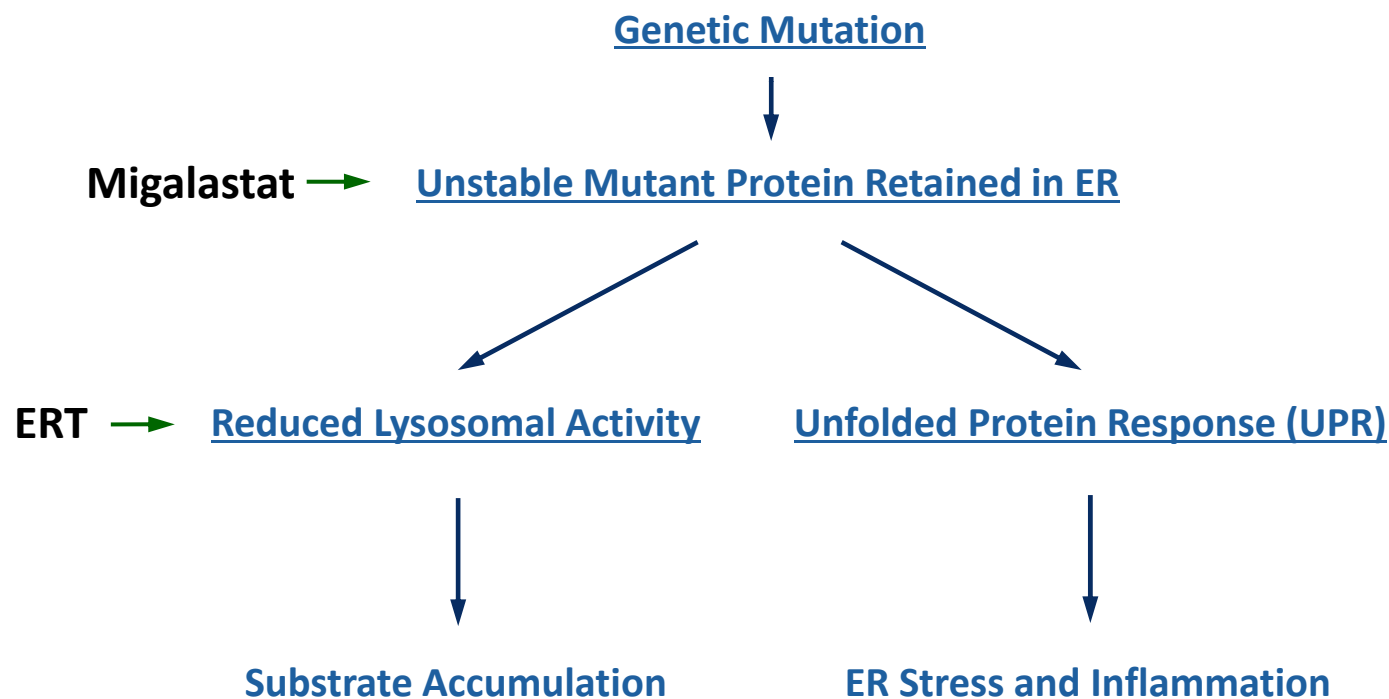 Genetic Mutation
Migalastat
Unstable Mutant Protein Retained in ER
ERT
Reduced Lysosomal Activity
Unfolded Protein Response (UPR)
Substrate Accumulation
ER Stress and Inflammation